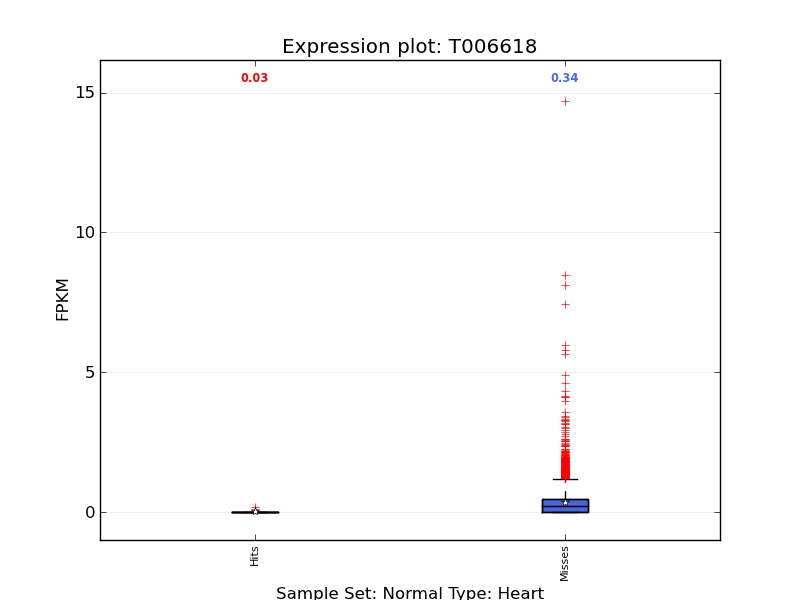 Expression plot: T006618
0.03
0.34
15
10
5
0
FPKM
Hits
Misses
Sample Set: Normal Type: Heart